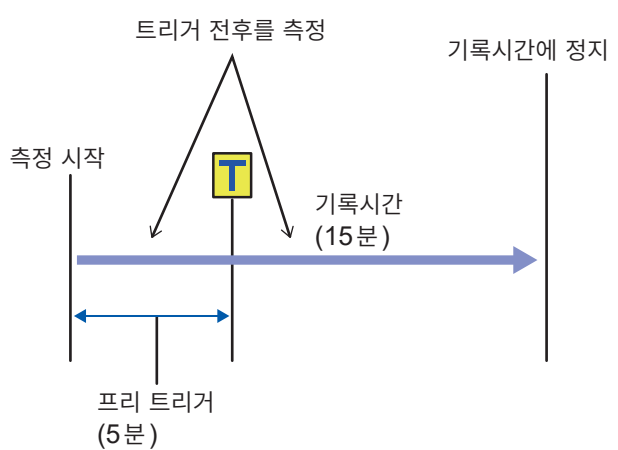 트리거 전후를 측정
기록시간에 정지
측정 시작
T
기록시간
(15분)
프리 트리거
(5분)